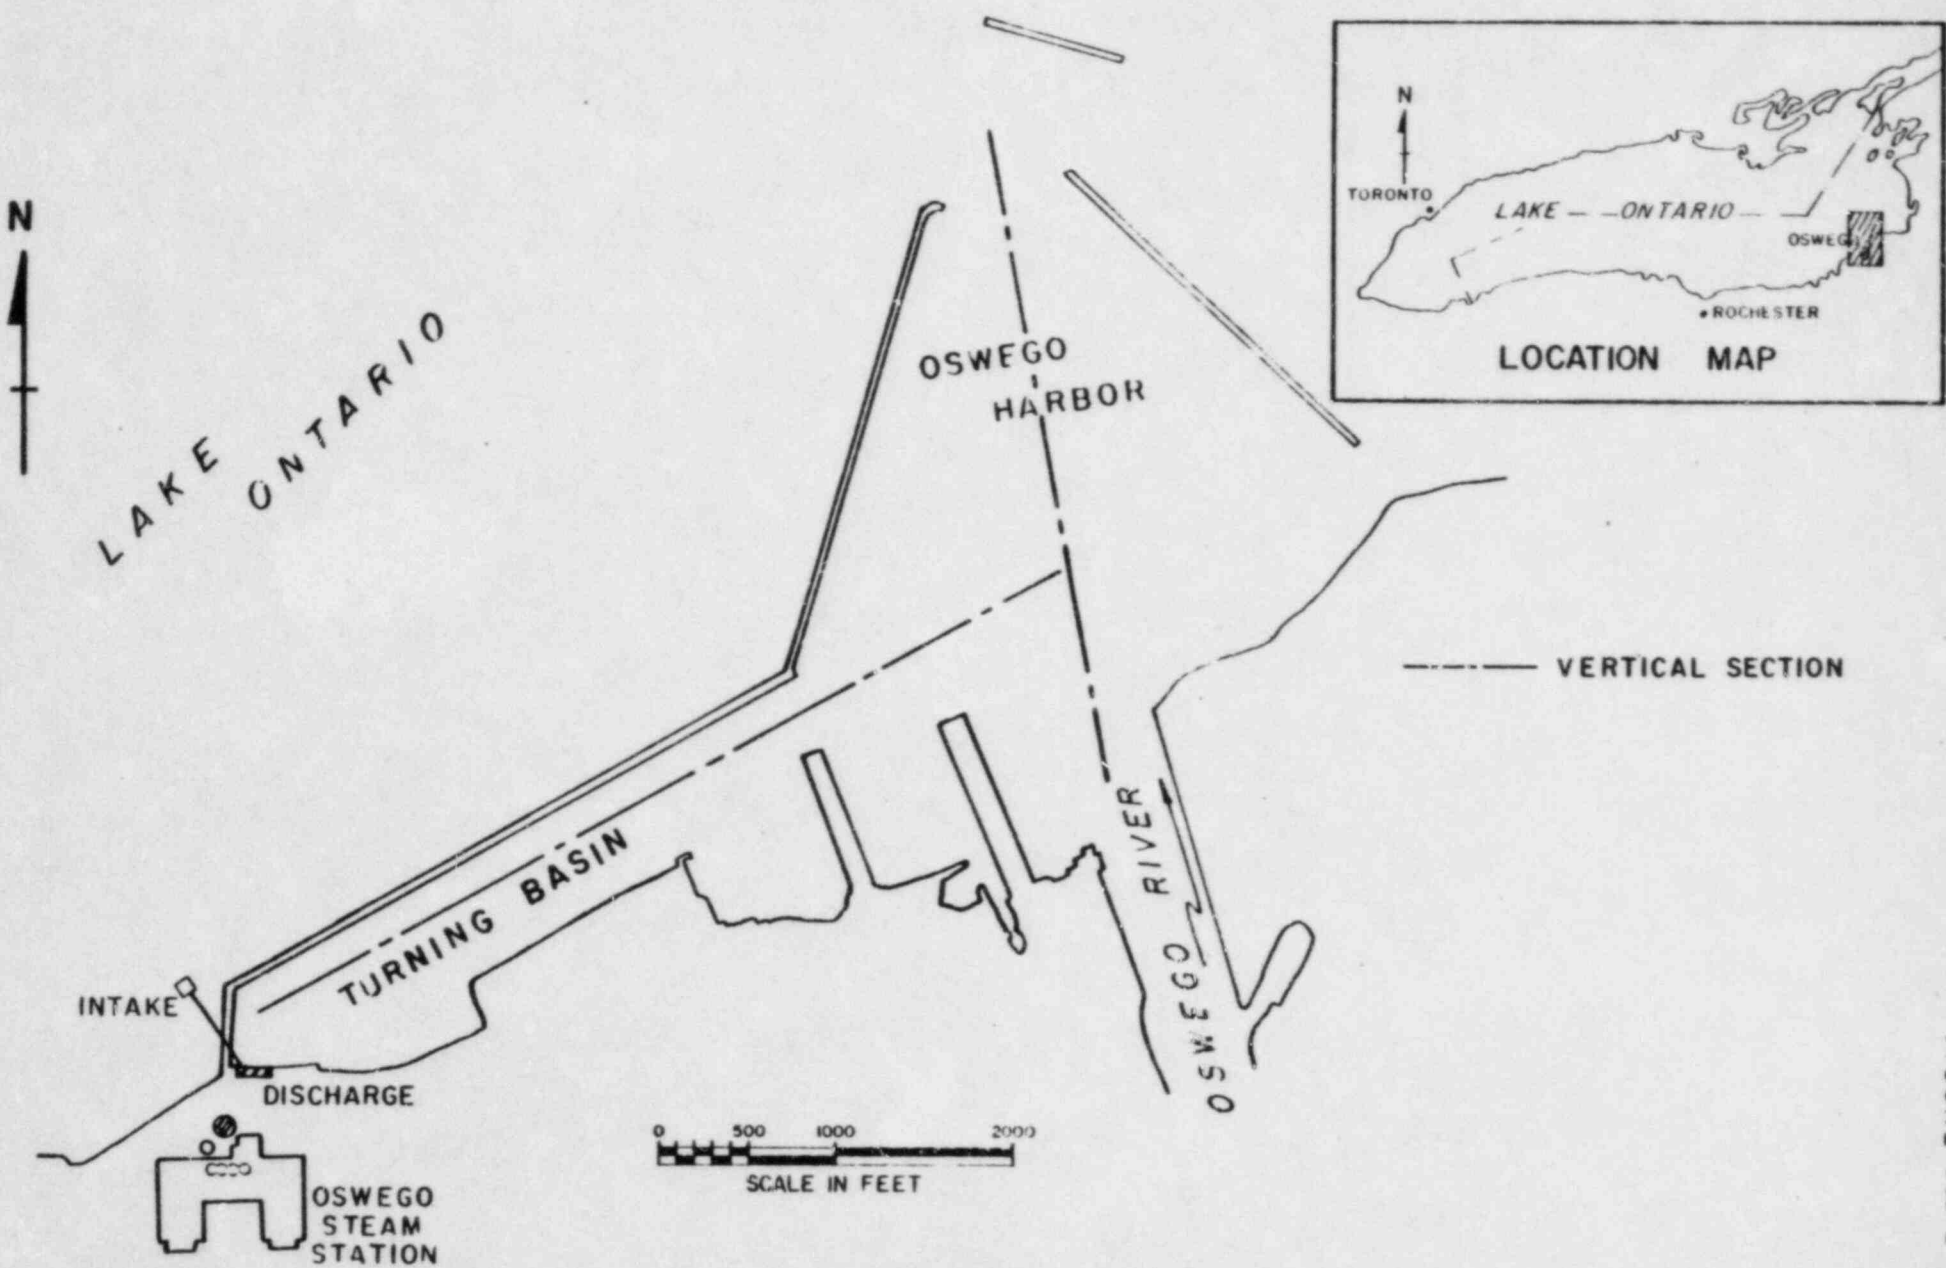 N
LAKE
ONTARIO
OSWEGO
HARBOR
N
TORONTO
LAKE ONTARIO
OSWEG
ROCHESTER
LOCATION MAP
VERTICAL SECTION
TURNING BASIN
OSWEGO RIVER
INTAKE
DISCHARGE
0 500 1000 2000
SCALE IN FEET
OSWEGO
STEAM
STATION